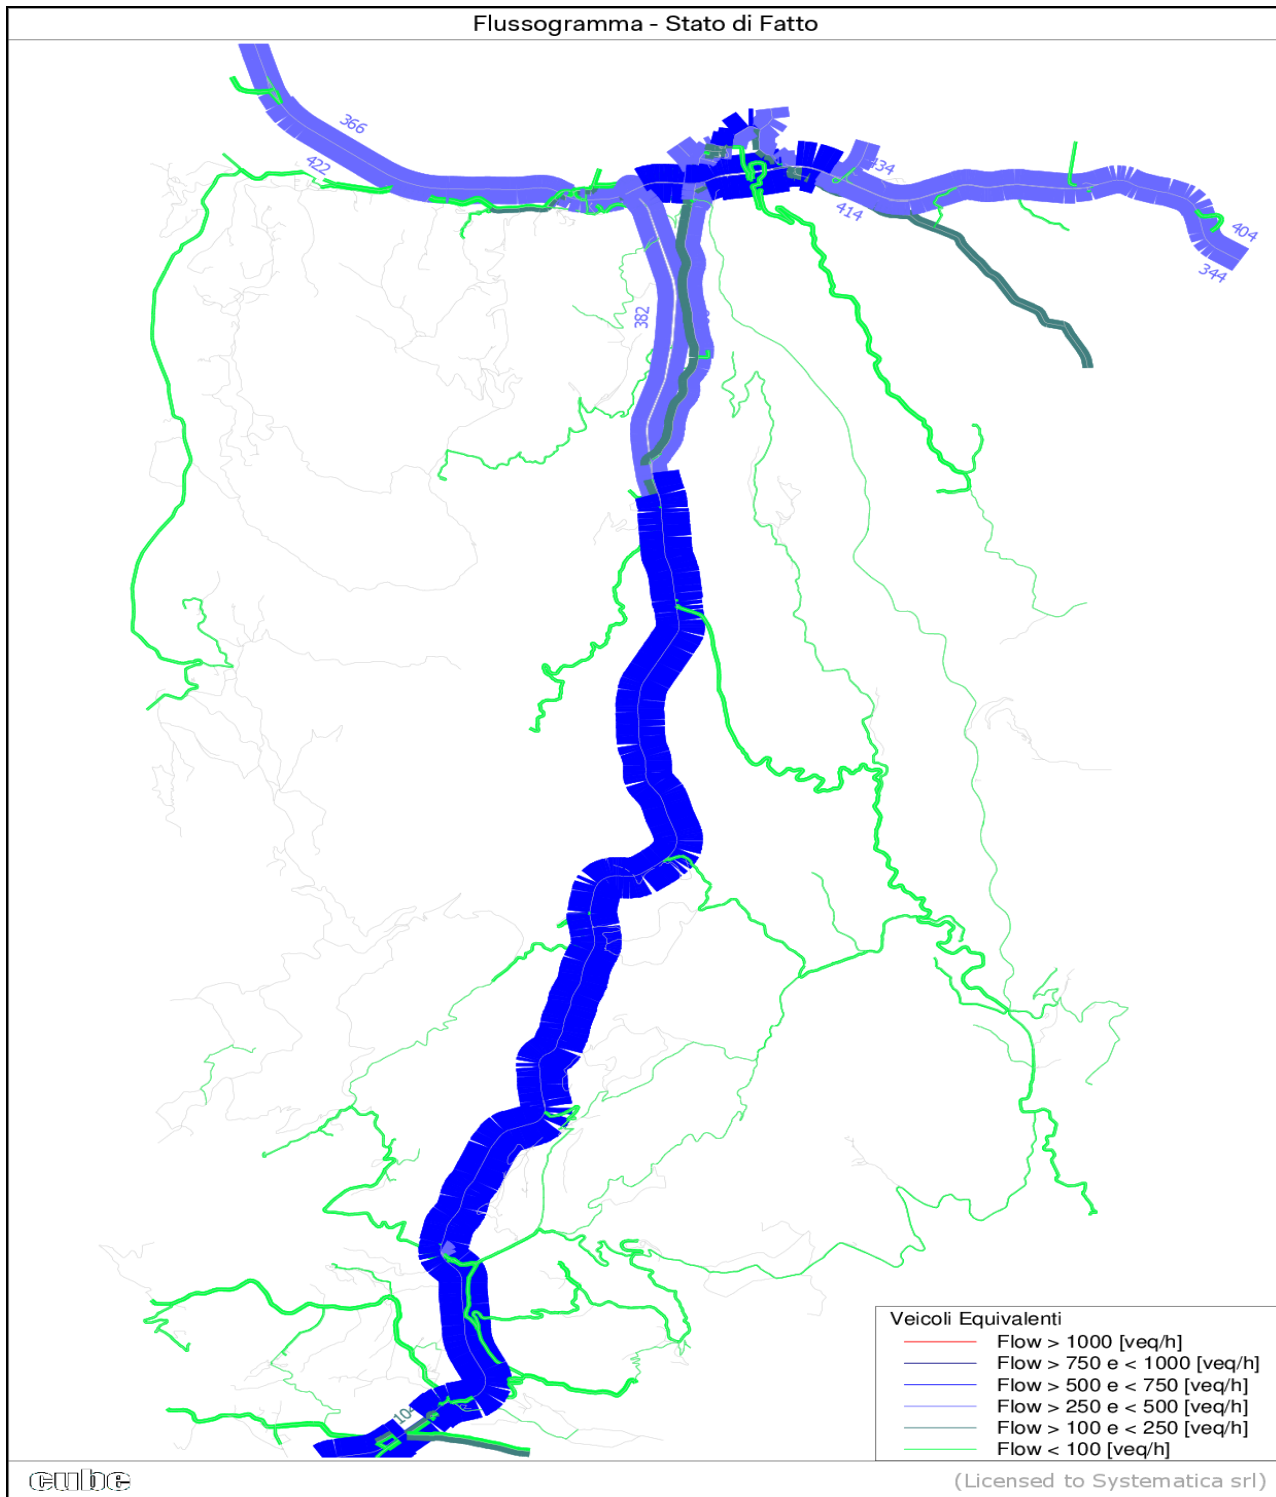 Flussogramma - Stato di Fatto
366
422
434
414
404
344
382
104
Veicoli Equivalenti
Flow > 1000 [veq/h]
Flow > 750 e < 1000 [veq/h]
Flow > 500 e < 750 [veq/h]
Flow > 250 e < 500 [veq/h]
Flow > 100 e < 250 [veq/h]
Flow < 100 [veq/h]
cube
(Licensed to Systematica srl)